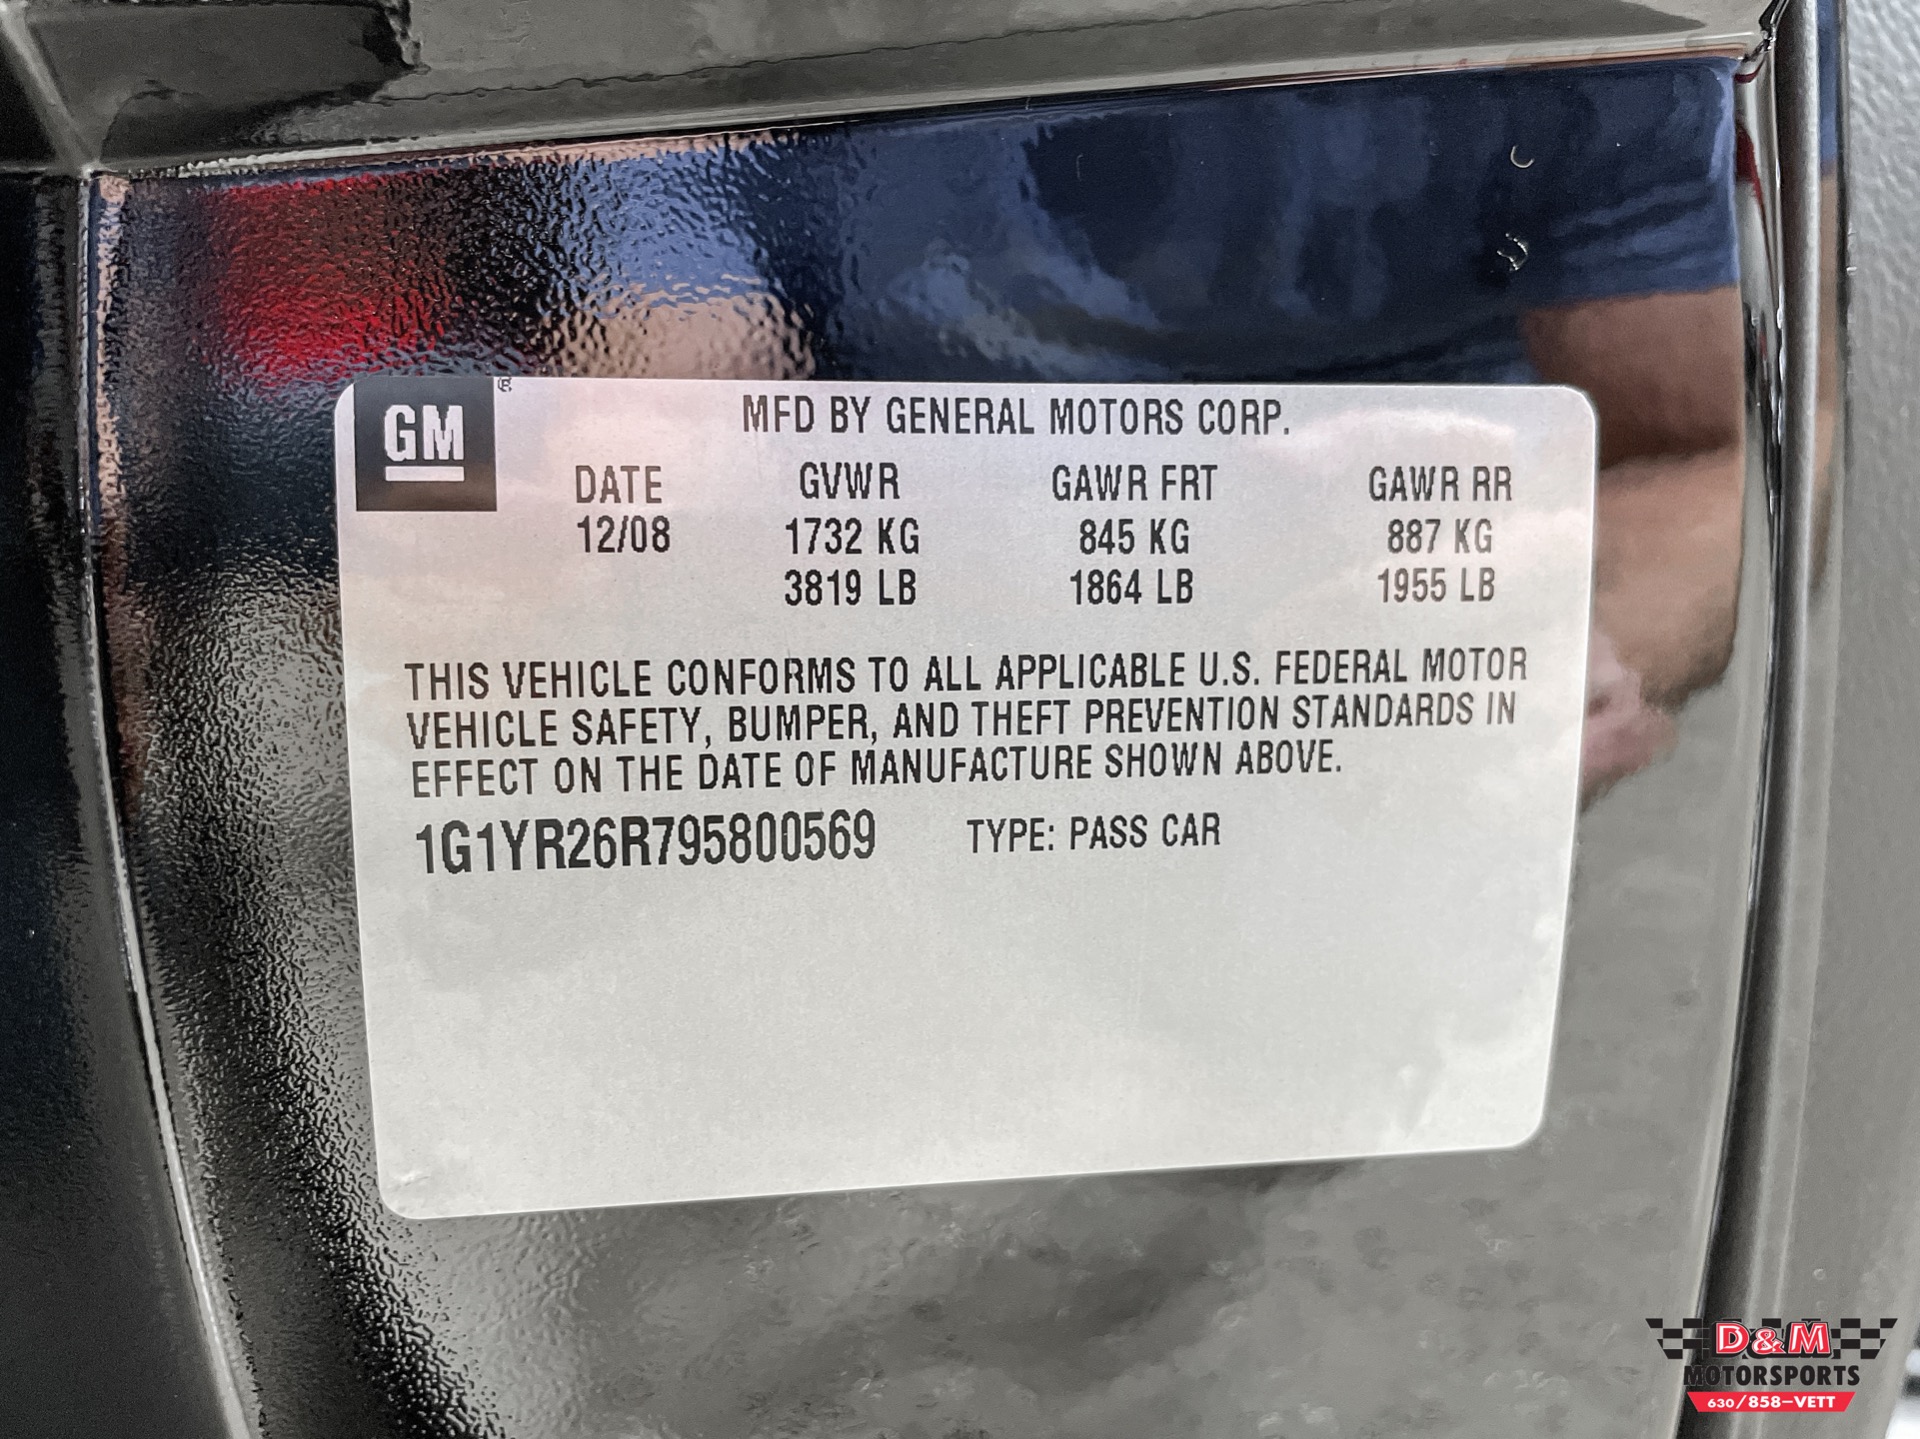 GM ®
MFD BY GENERAL MOTORS CORP.
DATE GVWR GAWR FRT GAWR RR
12/08 1732 KG 845 KG 887 KG
3819 LB 1864 LB 1955 LB
THIS VEHICLE CONFORMS TO ALL APPLICABLE U.S. FEDERAL MOTOR
VEHICLE SAFETY, BUMPER, AND THEFT PREVENTION STANDARDS IN
EFFECT ON THE DATE OF MANUFACTURE SHOWN ABOVE.
1G1YR26R795800569 TYPE: PASS CAR
D&M
MOTORSPORTS
630/858-VETT